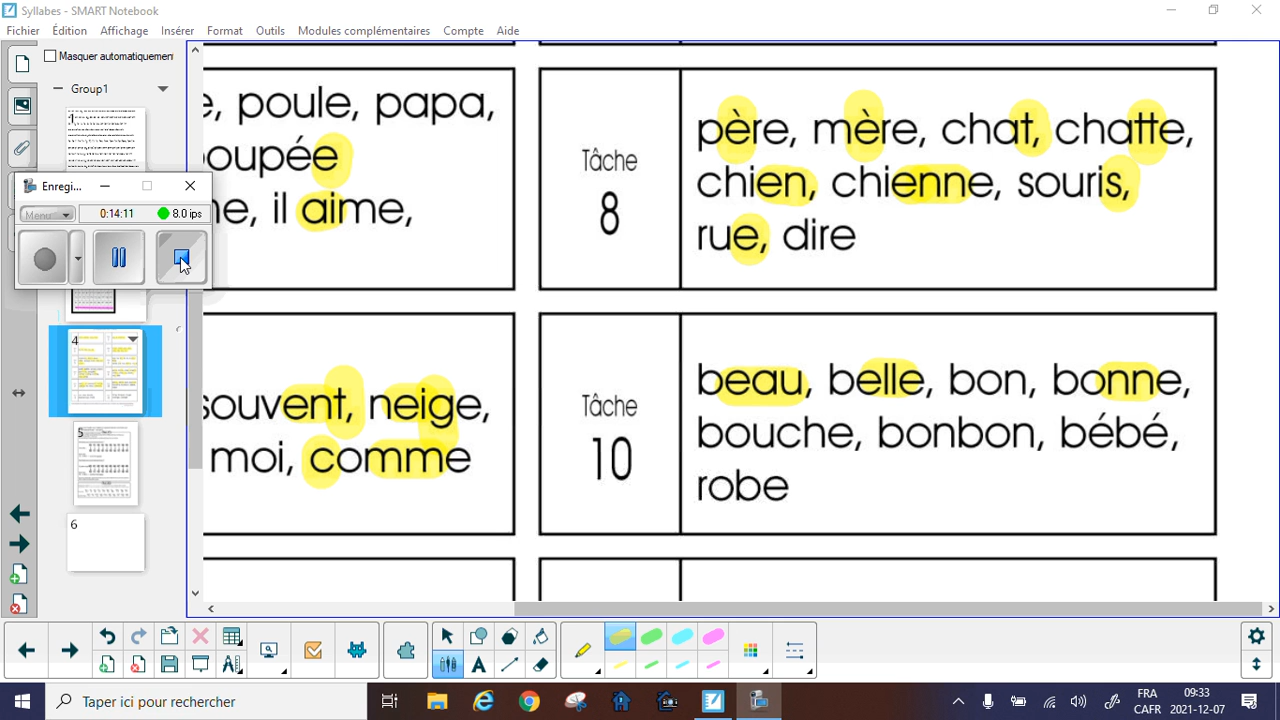 Syllabes - SMART Notebook
Fichier Édition Affichage Insérer Format Outils Modules complémentaires Compte Aide
Masquer automatiquement
Group1
1
Enregi...
Menu
0:14:11 8.0 ips
4
5
6
poule, papa,
poupée
il aime,
Tâche
8
père, mère, chat, chatte,
chien, chienne, souris,
rue, dire
souvent, neige,
moi, comme
Tâche
10
beau, belle, bon, bonne,
bouche, bonbon, bébé,
robe
A
Taper ici pour rechercher
FRA
CAFR
09:33
2021-12-07